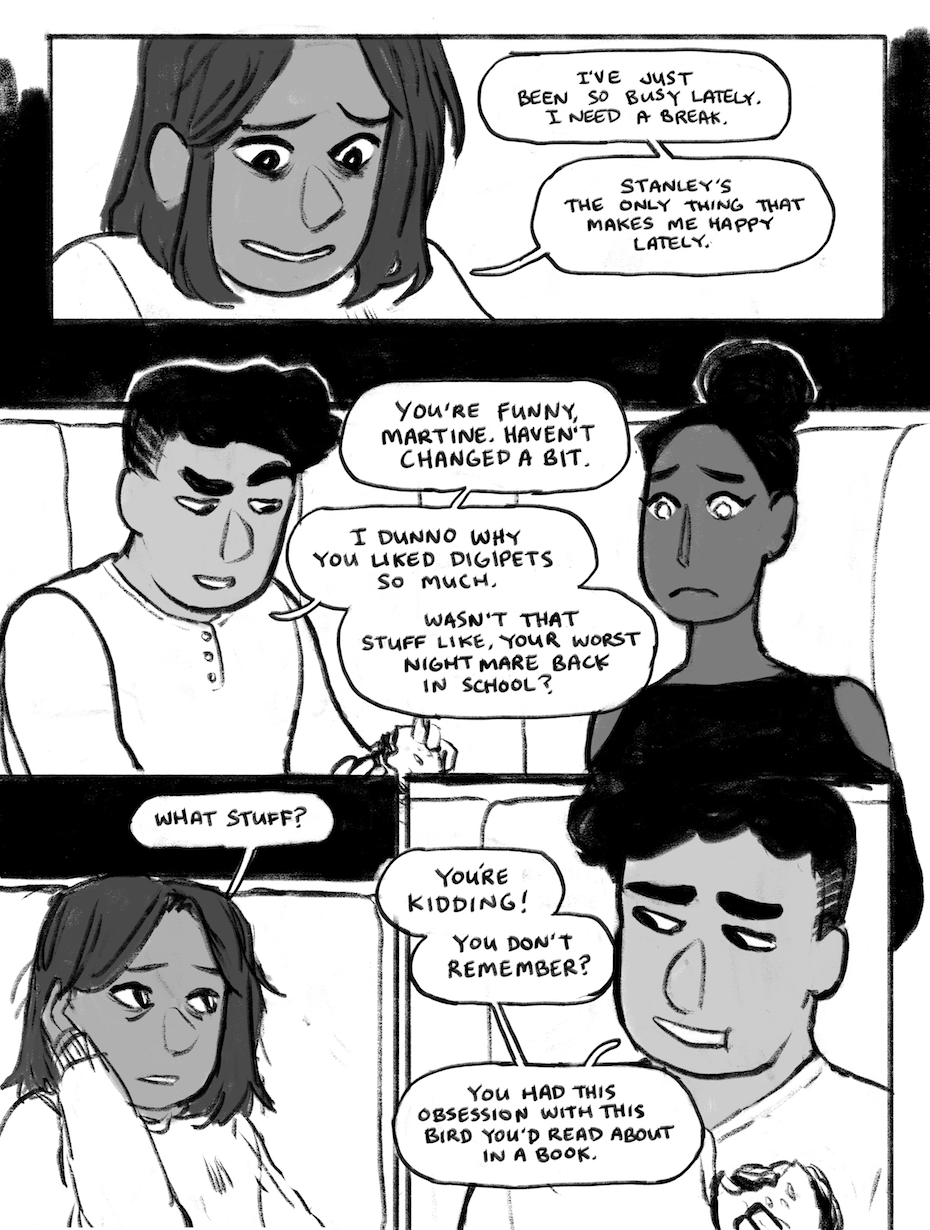 I'VE JUST
BEEN SO BUSY LATELY.
I NEED A BREAK.
STANLEY'S
THE ONLY THING THAT
MAKES ME HAPPY
LATELY.
YOU'RE FUNNY,
MARTINE. HAVEN'T
CHANGED A BIT.
I DUNNO WHY
YOU LIKED DIGIPETS
SO MUCH.
WASN'T THAT
STUFF LIKE, YOUR WORST
NIGHTMARE BACK
IN SCHOOL?
WHAT STUFF?
YOU'RE
KIDDING!
YOU DON'T
REMEMBER?
YOU HAD THIS
OBSESSION WITH THIS
BIRD YOU'D READ ABOUT
IN A BOOK.